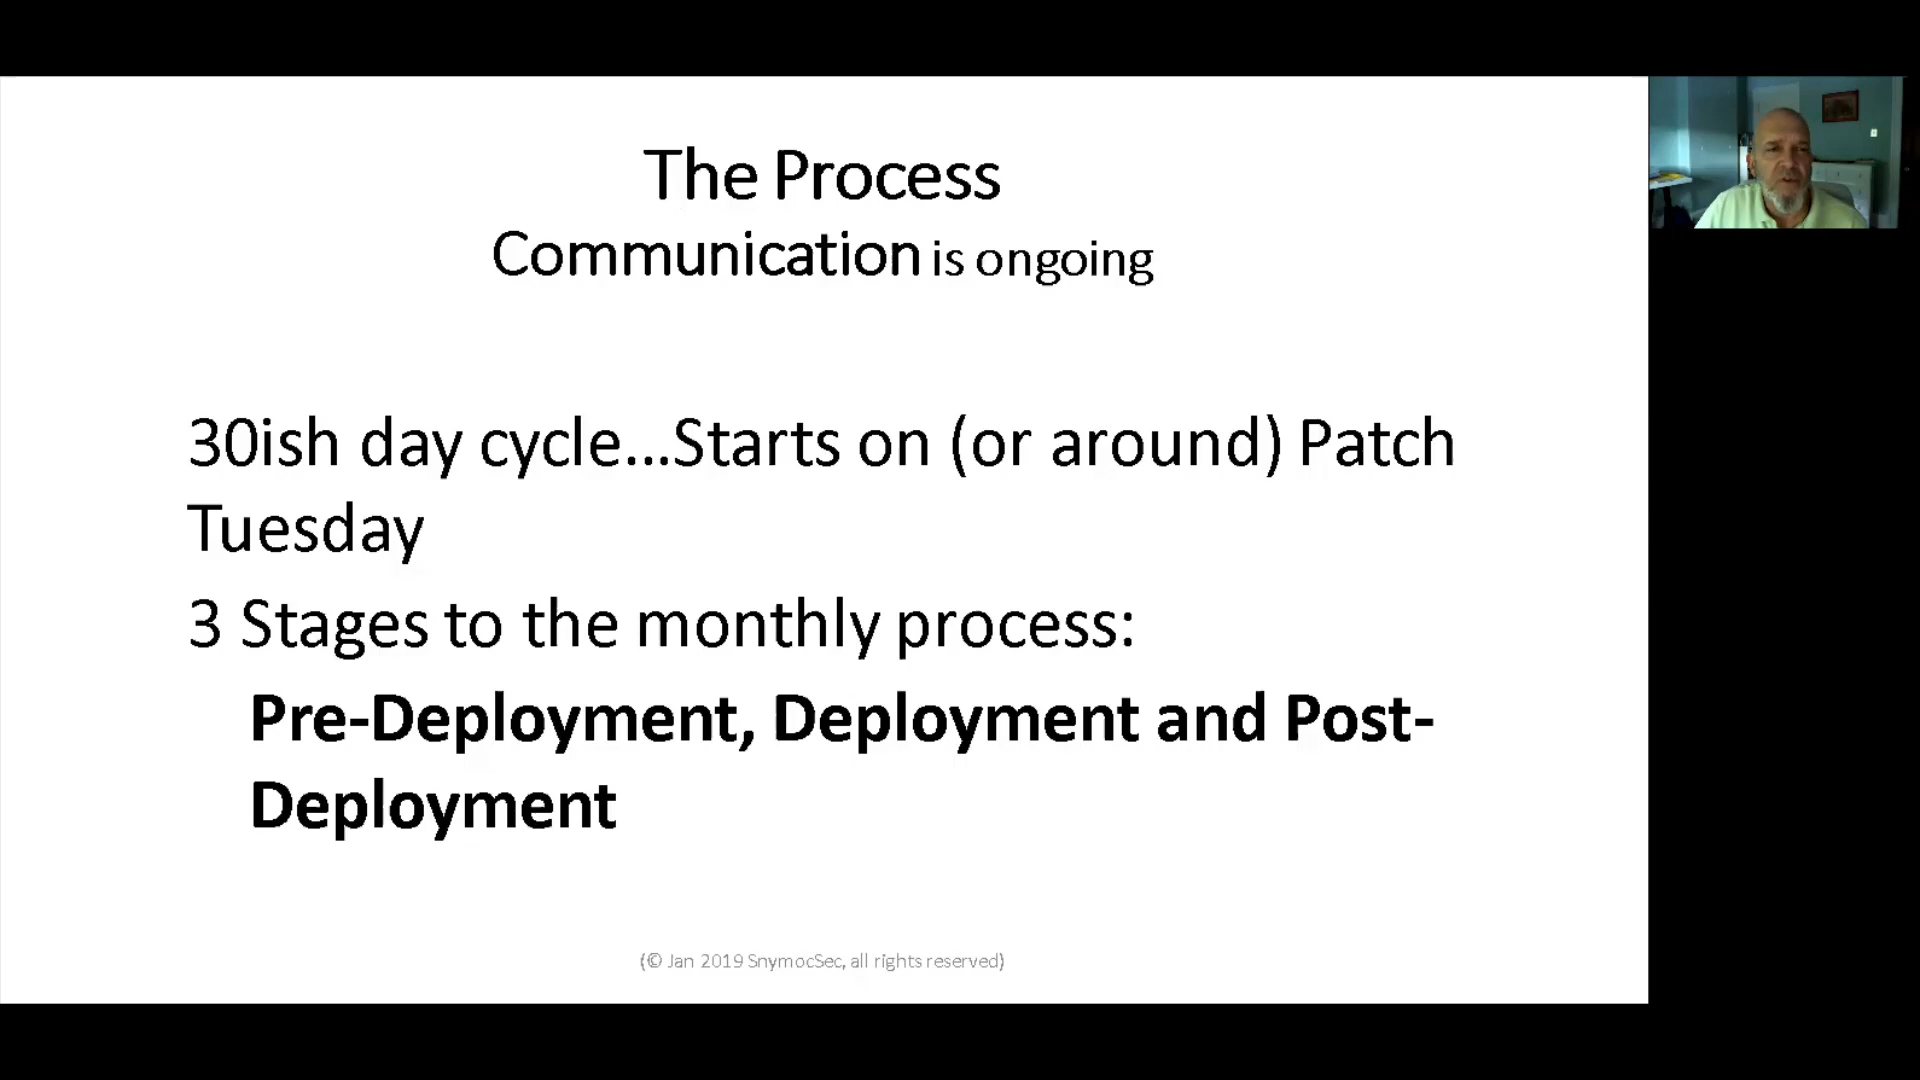 The Process
Communication is ongoing
30ish day cycle…Starts on (or around) Patch
Tuesday
3 Stages to the monthly process:
Pre-Deployment, Deployment and Post-
Deployment
(© Jan 2019 SnymocSec, all rights reserved)